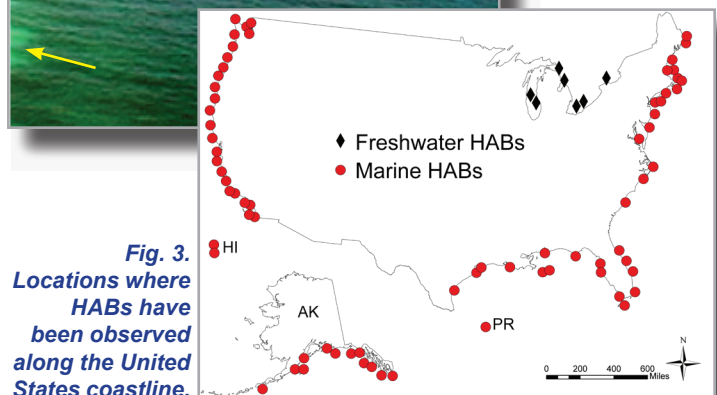 Freshwater HABs
Marine HABs
HI
AK
PR
N
0 200 400 600
Miles
Fig. 3.
Locations where
HABs have
been observed
along the United
States coastline.